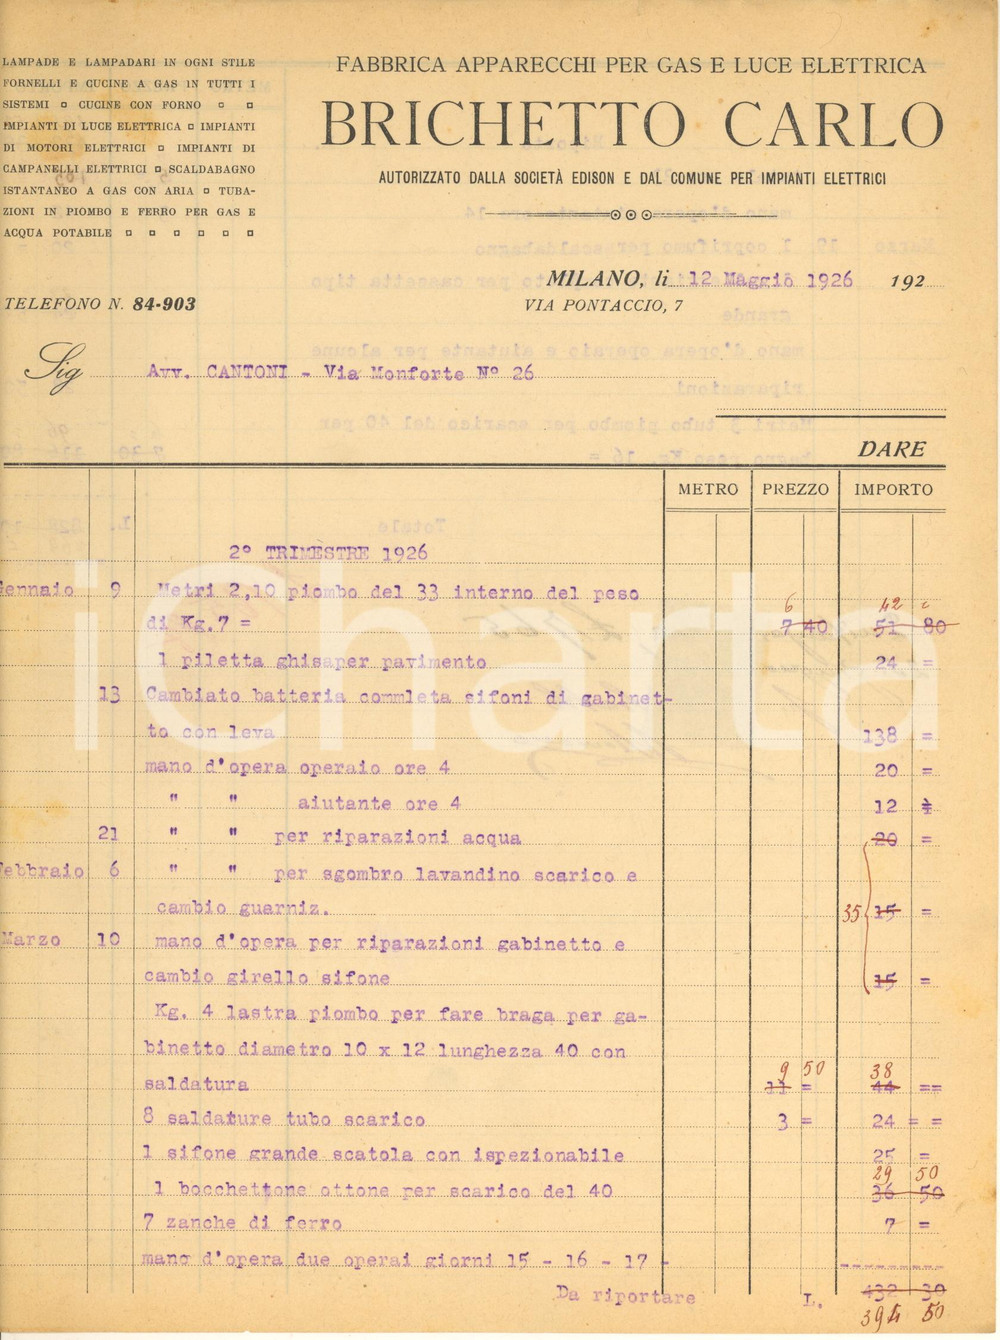 LAMPADE E LAMPADARI IN OGNI STILE
FORNELLI E CUCINE A GAS IN TUTTI I
SISTEMI ¤ CUCINE CON FORNO ¤ ¤
IMPIANTI DI LUCE ELETTRICA ¤ IMPIANTI
DI MOTORI ELETTRICI ¤ IMPIANTI DI
CAMPANELLI ELETTRICI ¤ SCALDABAGNO
ISTANTANEO A GAS CON ARIA ¤ TUBA-
ZIONI IN PIOMBO E FERRO PER GAS E
ACQUA POTABILE ¤ ¤ ¤ ¤ ¤ ¤
TELEFONO N. 84-903
FABBRICA APPARECCHI PER GAS E LUCE ELETTRICA
BRICHETTO CARLO
AUTORIZZATO DALLA SOCIETÀ EDISON E DAL COMUNE PER IMPIANTI ELETTRICI
MILANO, li 12 Maggio 1926 192
VIA PONTACCIO, 7
Sig Avv. CANTONI - Via Monforte N° 26
DARE
METRO PREZZO IMPORTO
2° TRIMESTRE 1926
Gennaio 9 Metri 2,10 piombo del 33 interno del peso
6 42 =
di Kg.7 = 7 40 51 80
1 piletta ghisaper pavimento 24 =
13 Cambiato batteria commleta sifoni di gabinet-
to con leva 138 =
mano d'opera operaio ore 4 20 =
" " aiutante ore 4 12 =
21 " " per riparazioni acqua 20 =
Febbraio 6 " " per sgombro lavandino scarico e
cambio guarniz. 35 15 =
Marzo 10 mano d'opera per riparazioni gabinetto e
cambio girello sifone 15 =
Kg. 4 lastra piombo per fare braga per ga-
binetto diametro 10 x 12 lunghezza 40 con
9 50 38
saldatura 11 = 44 ==
8 saldature tubo scarico 3 = 24 = =
1 sifone grande scatola con ispezionabile 25 =
29 50
1 bocchettone ottone per scarico del 40 36 50
7 zanche di ferro 7 =
mano d'opera due operai giorni 15 - 16 - 17 -
Da riportare L. 432 30
394 50
iCharta